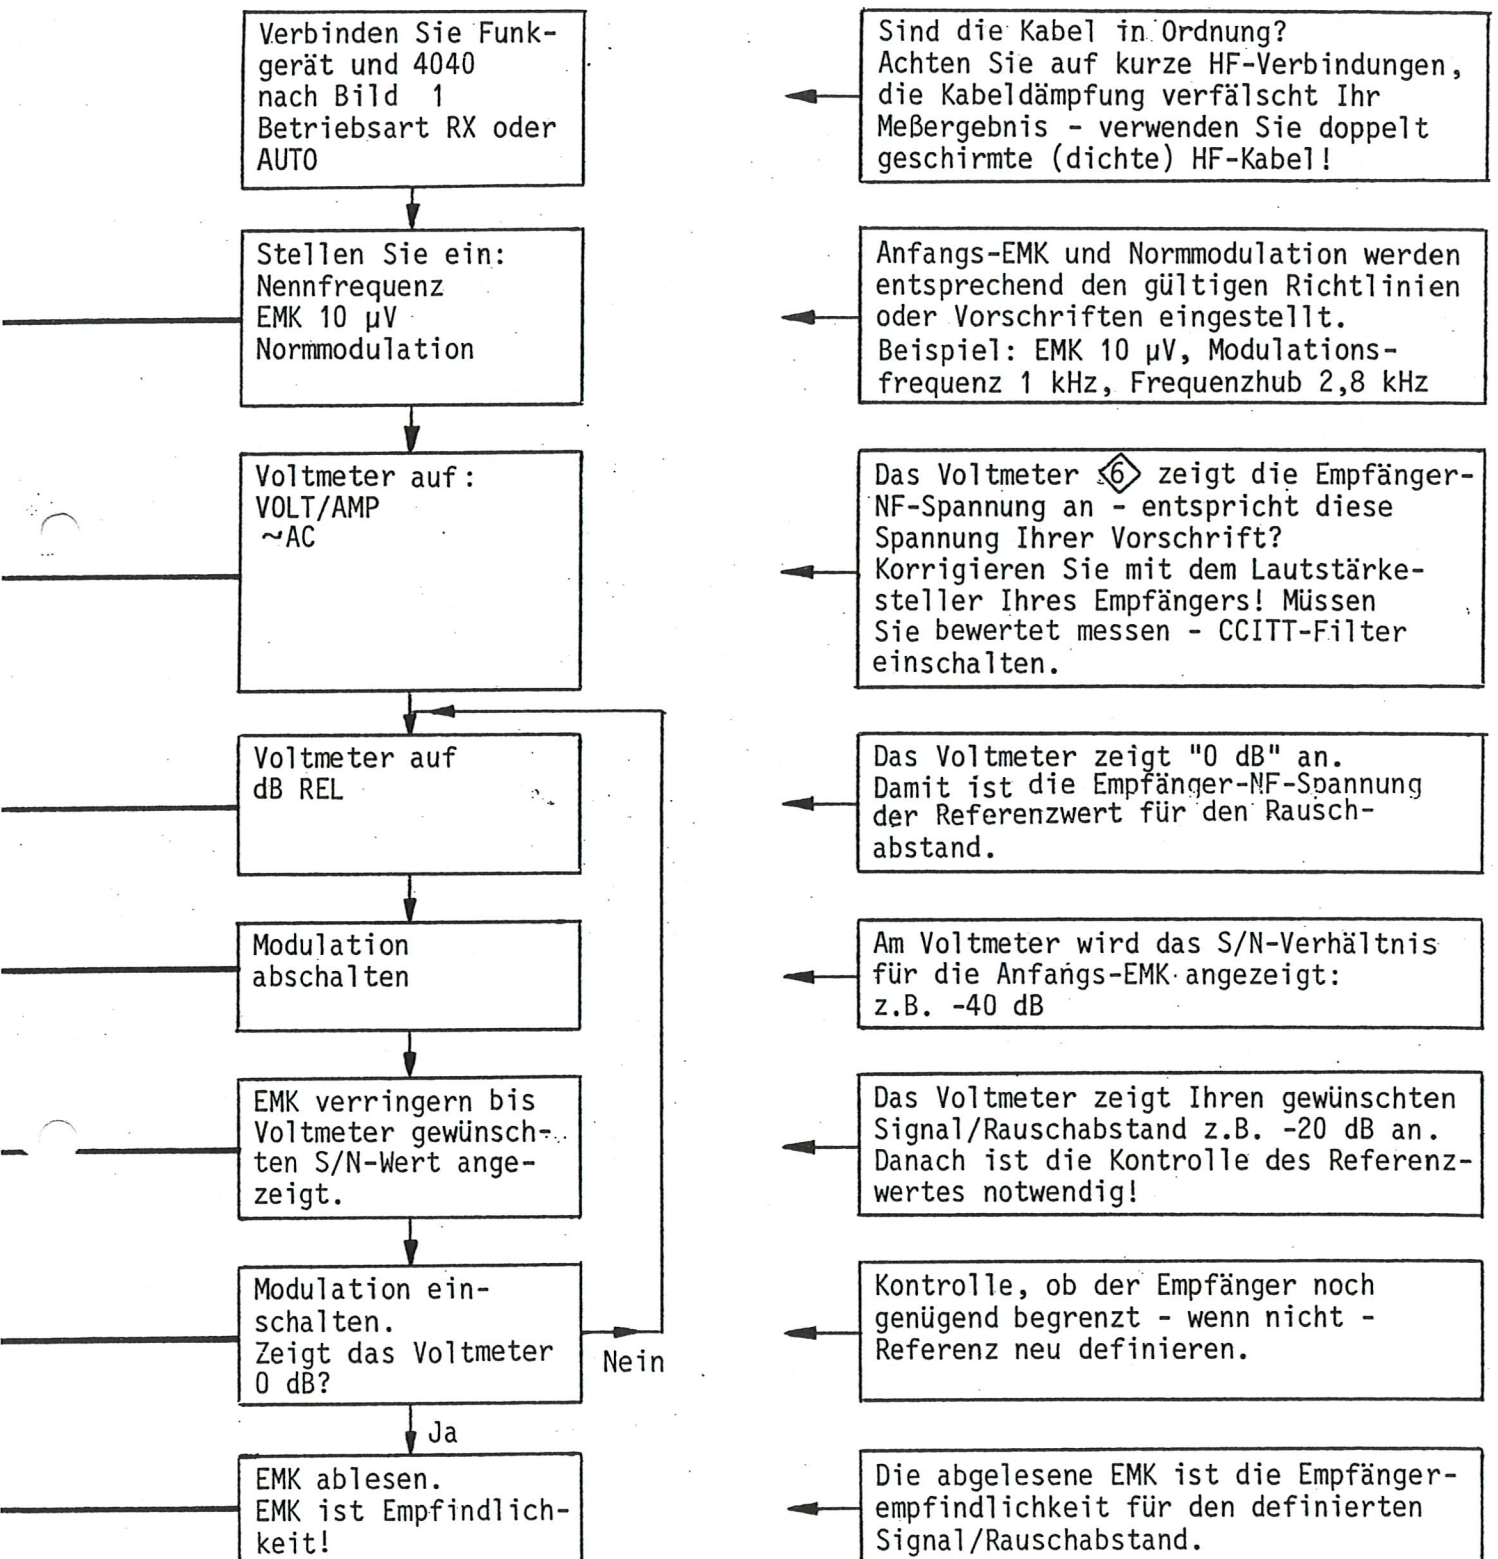 Verbinden Sie Funk-
gerät und 4040
nach Bild 1
Betriebsart RX oder
AUTO
Sind die Kabel in Ordnung?
Achten Sie auf kurze HF-Verbindungen,
die Kabeldämpfung verfälscht Ihr
Meßergebnis - verwenden Sie doppelt
geschirmte (dichte) HF-Kabel!
Stellen Sie ein:
Nennfrequenz
EMK 10 µV
Normmodulation
Anfangs-EMK und Normmodulation werden
entsprechend den gültigen Richtlinien
oder Vorschriften eingestellt.
Beispiel: EMK 10 µV, Modulations-
frequenz 1 kHz, Frequenzhub 2,8 kHz
Voltmeter auf:
VOLT/AMP
~AC
Das Voltmeter 6 zeigt die Empfänger-
NF-Spannung an - entspricht diese
Spannung Ihrer Vorschrift?
Korrigieren Sie mit dem Lautstärke-
steller Ihres Empfängers! Müssen
Sie bewertet messen - CCITT-Filter
einschalten.
Voltmeter auf
dB REL
Das Voltmeter zeigt "0 dB" an.
Damit ist die Empfänger-NF-Spannung
der Referenzwert für den Rausch-
abstand.
Modulation
abschalten
Am Voltmeter wird das S/N-Verhältnis
für die Anfangs-EMK angezeigt:
z.B. -40 dB
EMK verringern bis
Voltmeter gewünsch-
ten S/N-Wert ange-
zeigt.
Das Voltmeter zeigt Ihren gewünschten
Signal/Rauschabstand z.B. -20 dB an.
Danach ist die Kontrolle des Referenz-
wertes notwendig!
Modulation ein-
schalten.
Zeigt das Voltmeter
0 dB?
Nein
Kontrolle, ob der Empfänger noch
genügend begrenzt - wenn nicht -
Referenz neu definieren.
Ja
EMK ablesen.
EMK ist Empfindlich-
keit!
Die abgelesene EMK ist die Empfänger-
empfindlichkeit für den definierten
Signal/Rauschabstand.